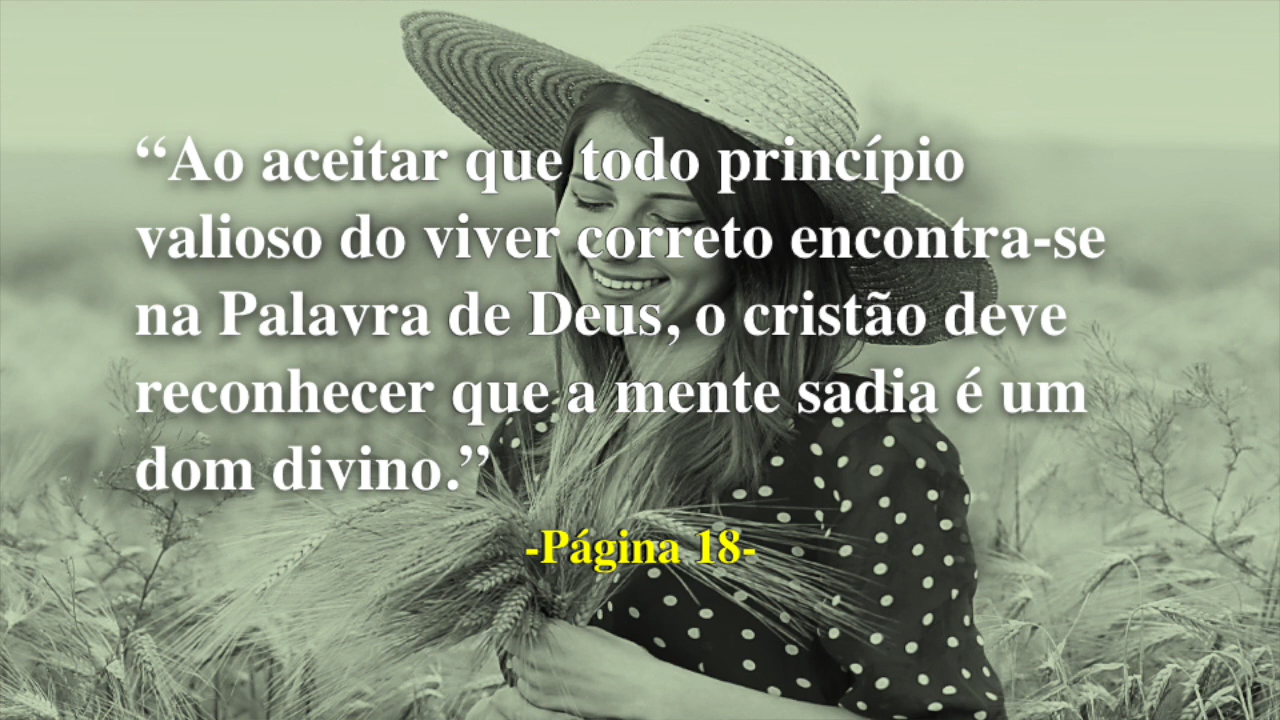 “Ao aceitar que todo princípio
valioso do viver correto encontra-se
na Palavra de Deus, o cristão deve
reconhecer que a mente sadia é um
dom divino.”
-Página 18-